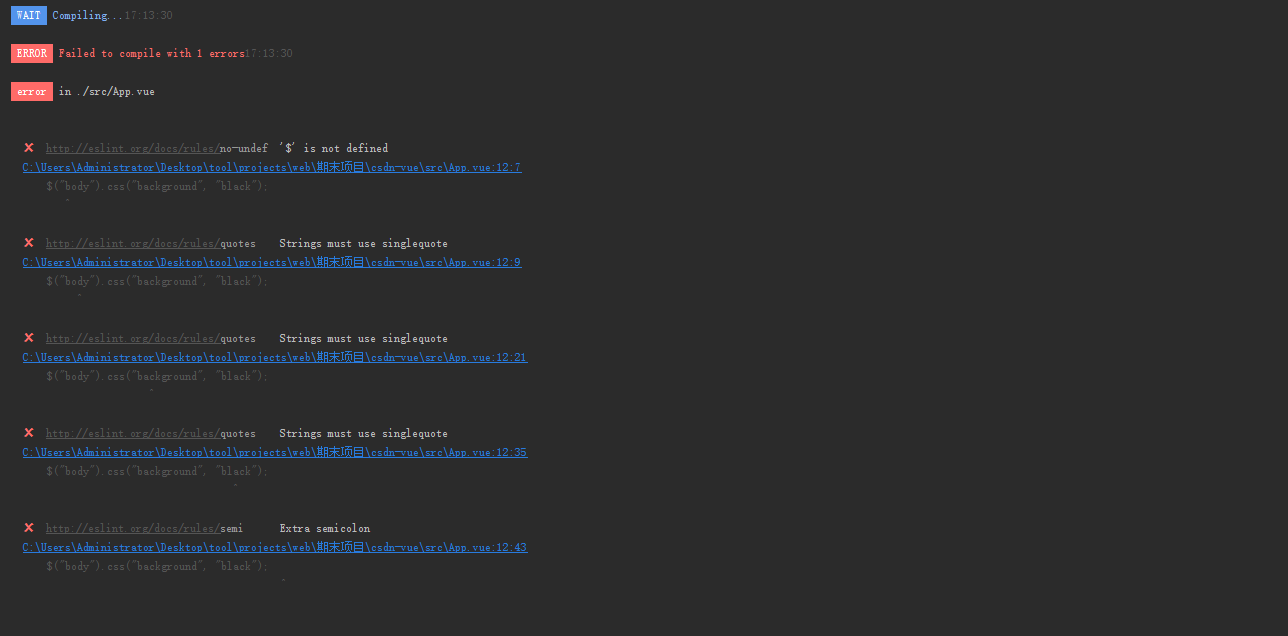 WAIT Compiling...17:13:30
ERROR Failed to compile with 1 errors17:13:30
error in ./src/App.vue
✘ http://eslint.org/docs/rules/no-undef '$' is not defined
C:\Users\Administrator\Desktop\tool\projects\web\期末项目\csdn-vue\src\App.vue:12:7
$("body").css("background", "black");
^
✘ http://eslint.org/docs/rules/quotes Strings must use singlequote
C:\Users\Administrator\Desktop\tool\projects\web\期末项目\csdn-vue\src\App.vue:12:9
$("body").css("background", "black");
^
✘ http://eslint.org/docs/rules/quotes Strings must use singlequote
C:\Users\Administrator\Desktop\tool\projects\web\期末项目\csdn-vue\src\App.vue:12:21
$("body").css("background", "black");
^
✘ http://eslint.org/docs/rules/quotes Strings must use singlequote
C:\Users\Administrator\Desktop\tool\projects\web\期末项目\csdn-vue\src\App.vue:12:35
$("body").css("background", "black");
^
✘ http://eslint.org/docs/rules/semi Extra semicolon
C:\Users\Administrator\Desktop\tool\projects\web\期末项目\csdn-vue\src\App.vue:12:43
$("body").css("background", "black");
^